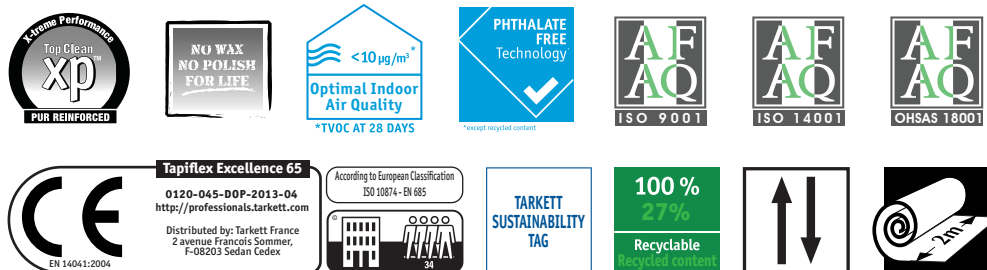 X-treme Performance
Top Clean
xp™
PUR REINFORCED
NO WAX
NO POLISH
FOR LIFE
<10 µg/m³*
Optimal Indoor
Air Quality
*TVOC AT 28 DAYS
PHTHALATE
FREE
Technology*
*except recycled content
AF
AQ
ISO 9001
AF
AQ
ISO 14001
AF
AQ
OHSAS 18001
CE
EN 14041:2004
Tapiflex Excellence 65
0120-045-DOP-2013-04
http://professionals.tarkett.com
Distributed by: Tarkett France
2 avenue Francois Sommer,
F-08203 Sedan Cedex
According to European Classification
ISO 10874 - EN 685
©
34
TARKETT
SUSTAINABILITY
TAG
100 %
27%
Recyclable
Recycled content
2m